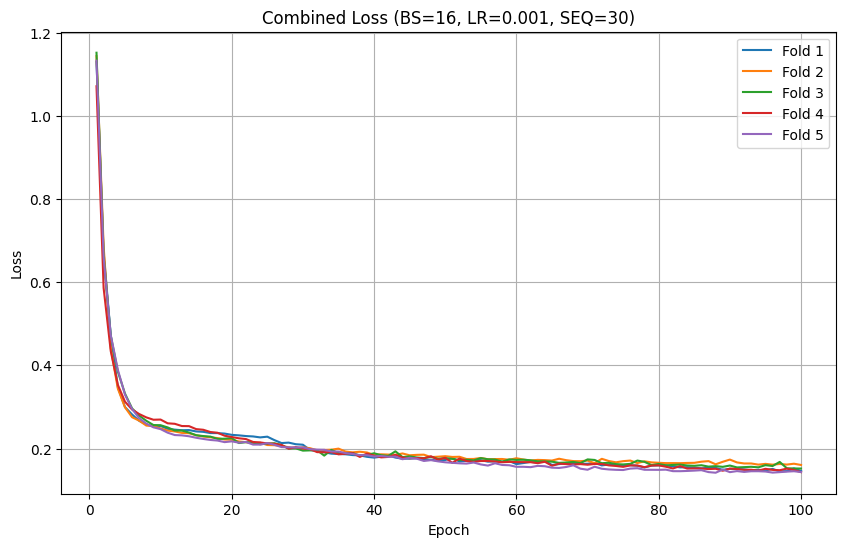 Combined Loss (BS=16, LR=0.001, SEQ=30)
1.2
1.0
0.8
0.6
0.4
0.2
Loss
Fold 1
Fold 2
Fold 3
Fold 4
Fold 5
0 20 40 60 80 100
Epoch